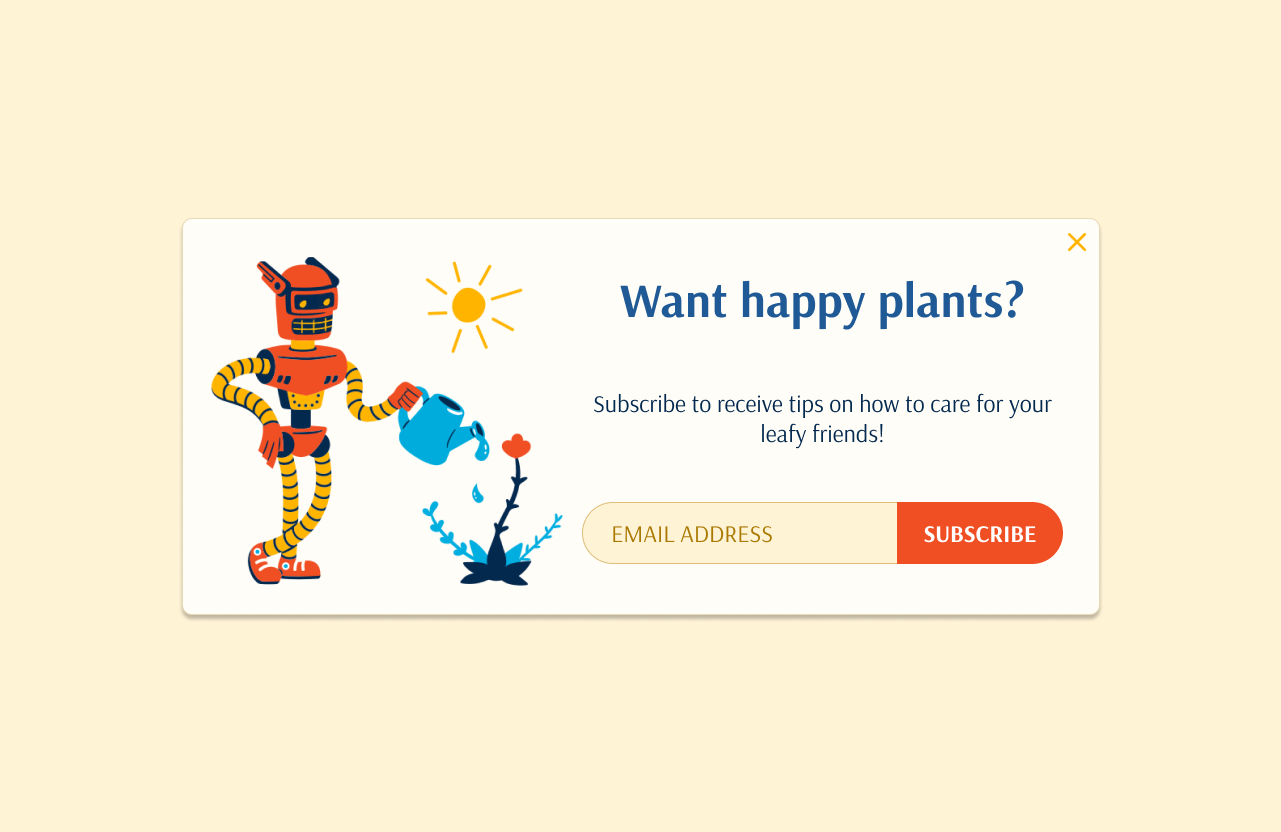 Want happy plants?
Subscribe to receive tips on how to care for your
leafy friends!
EMAIL ADDRESS
SUBSCRIBE